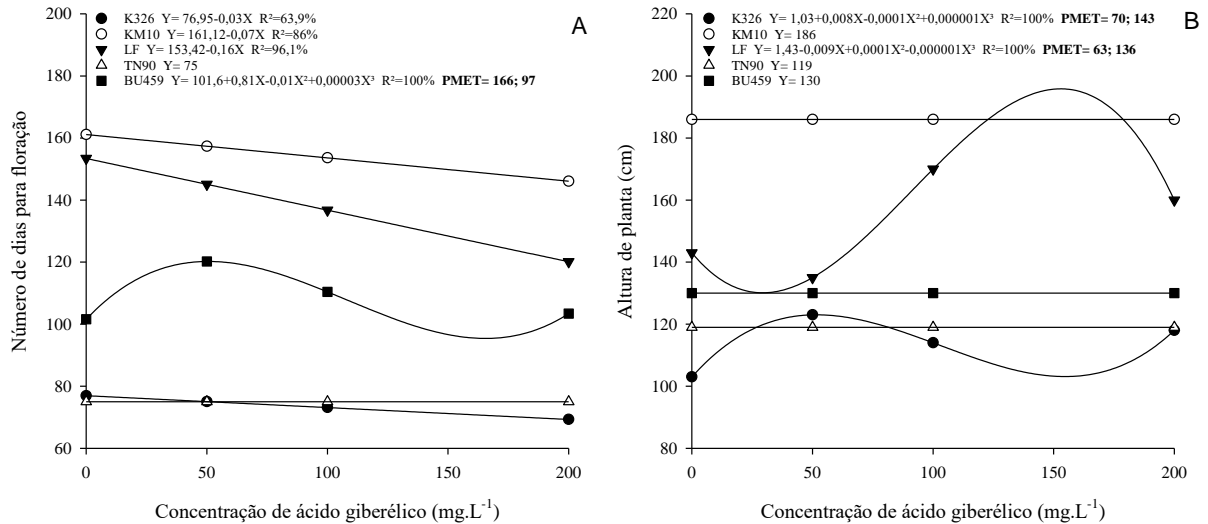 A
K326 Y= 76,95-0,03X R²=63,9%
KM10 Y= 161,12-0,07X R²=86%
LF Y= 153,42-0,16X R²=96,1%
TN90 Y= 75
BU459 Y= 101,6+0,81X-0,01X²+0,00003X³ R²=100% PMET= 166; 97
Número de dias para floração
200
180
160
140
120
100
80
60
0 50 100 150 200
Concentração de ácido giberélico (mg.L⁻¹)
B
K326 Y= 1,03+0,008X-0,0001X²+0,000001X³ R²=100% PMET= 70; 143
KM10 Y= 186
LF Y= 1,43-0,009X+0,0001X²-0,000001X³ R²=100% PMET= 63; 136
TN90 Y= 119
BU459 Y= 130
Altura de planta (cm)
220
200
180
160
140
120
100
80
0 50 100 150 200
Concentração de ácido giberélico (mg.L⁻¹)